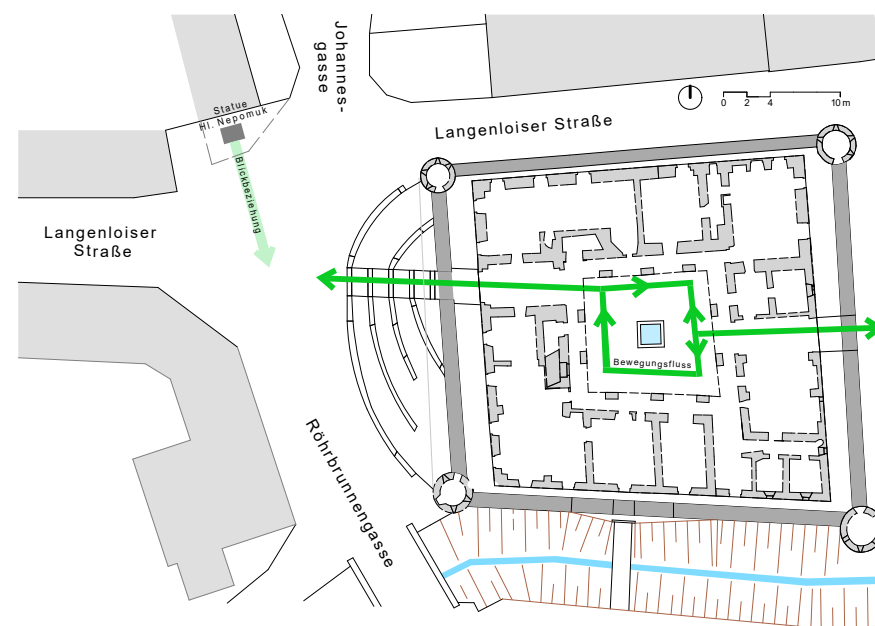 Johannes-
gasse
Statue
Hl. Nepomuk
Blickbeziehung
Langenloiser Straße
0 2 4 10 m
Langenloiser
Straße
Bewegungsfluss
Röhrbrunnengasse